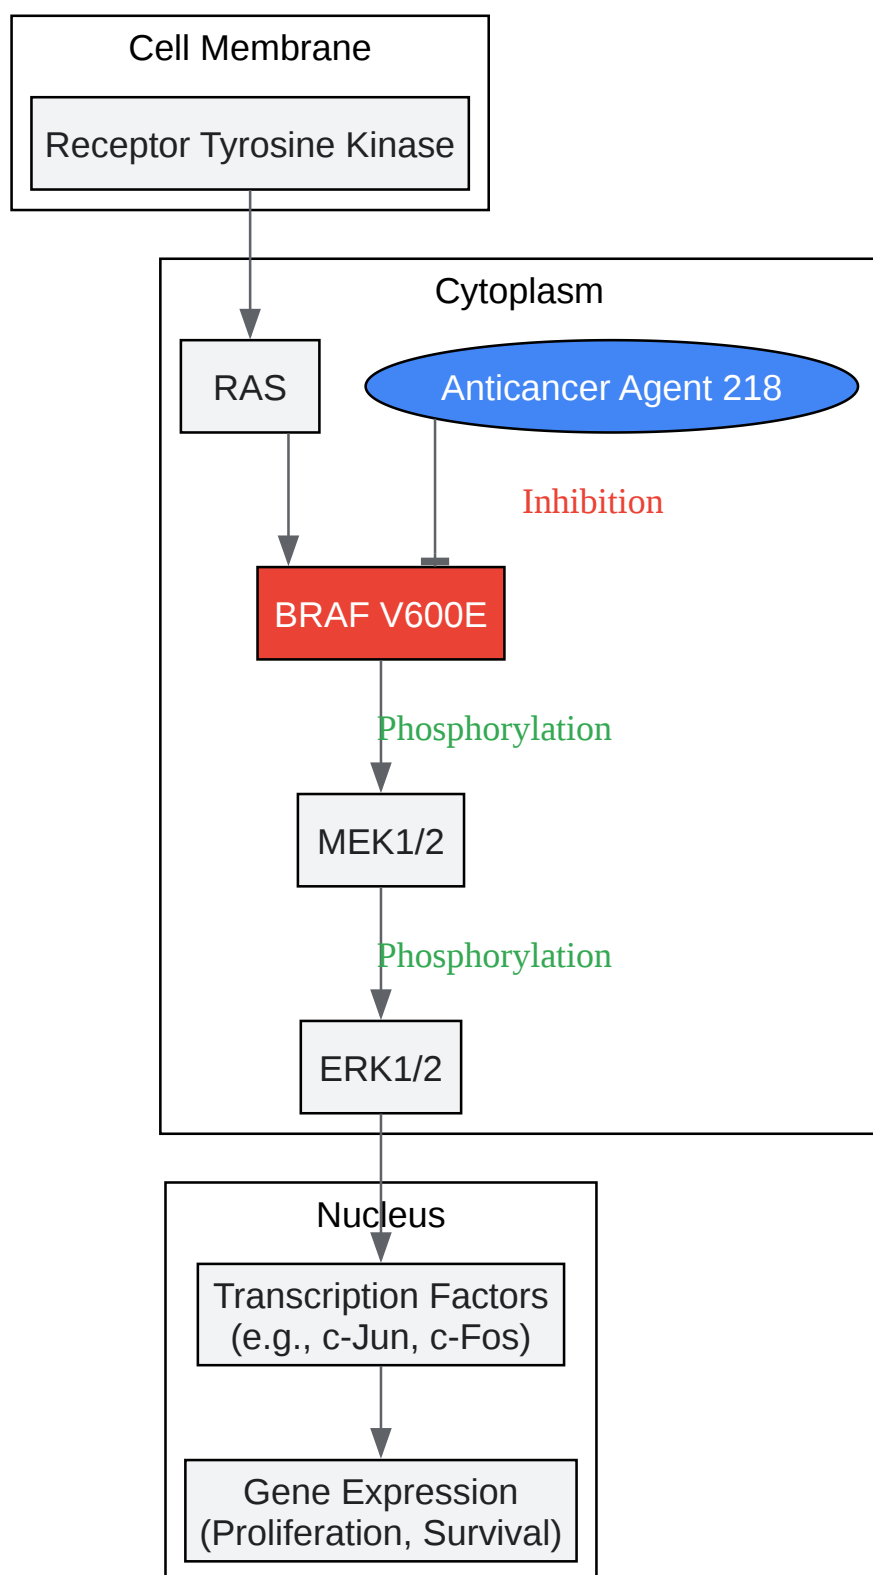 Cell Membrane
Receptor Tyrosine Kinase
Cytoplasm
RAS
Anticancer Agent 218
Inhibition
BRAF V600E
Phosphorylation
MEK1/2
Phosphorylation
ERK1/2
Nucleus
Transcription Factors
(e.g., c-Jun, c-Fos)
Gene Expression
(Proliferation, Survival)